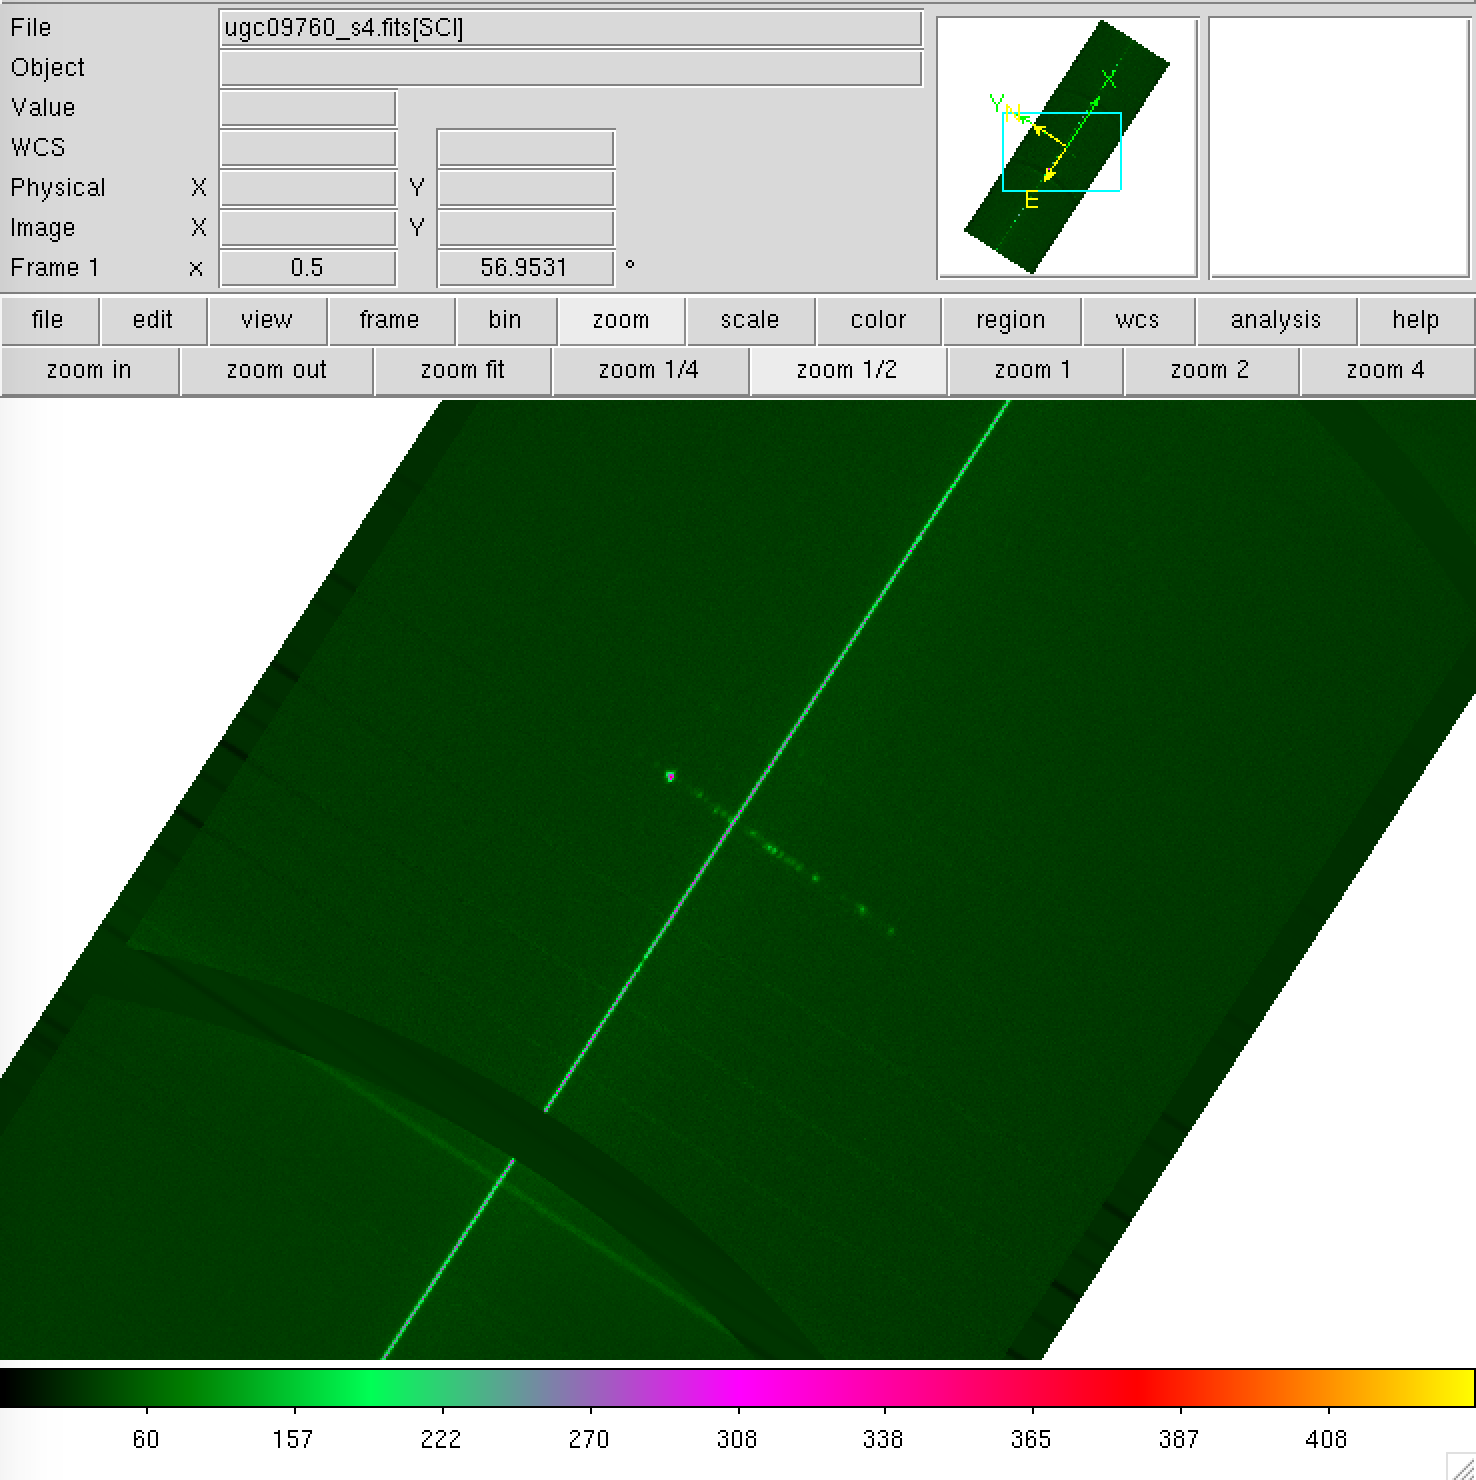 File ugc09760_s4.fits[SCI]
Object
Value
WCS
Physical X Y
Image X Y
Frame 1 x 0.5 56.9531 °
X
Y
N
E
file edit view frame bin zoom scale color region wcs analysis help
zoom in zoom out zoom fit zoom 1/4 zoom 1/2 zoom 1 zoom 2 zoom 4
60 157 222 270 308 338 365 387 408